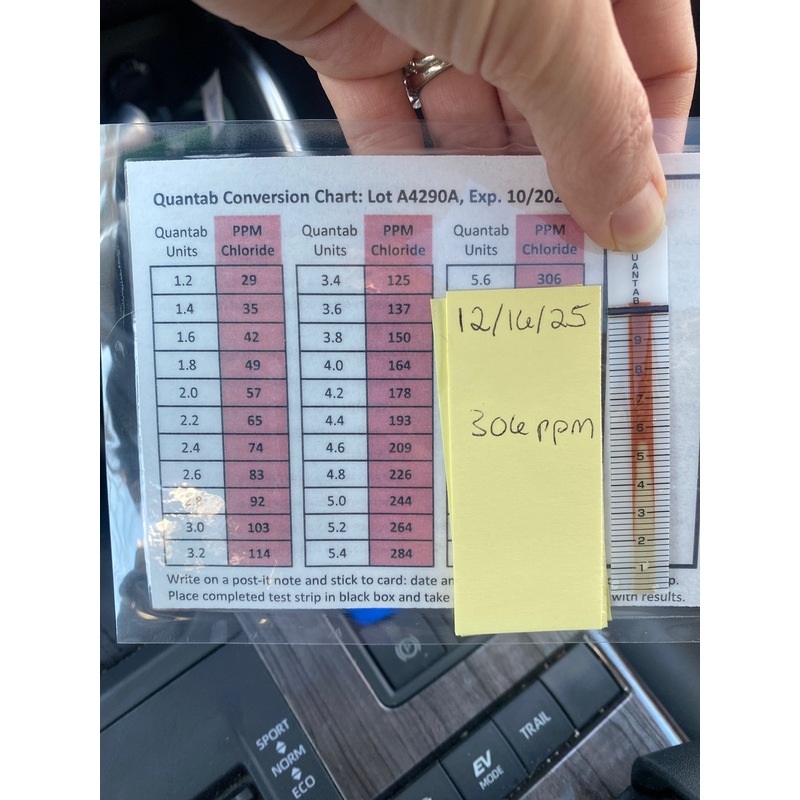 Quantab Conversion Chart: Lot A4290A, Exp. 10/202
Quantab Units PPM Chloride Quantab Units PPM Chloride Quantab Units PPM Chloride
1.2 29 3.4 125 5.6 306
1.4 35 3.6 137
1.6 42 3.8 150
1.8 49 4.0 164
2.0 57 4.2 178
2.2 65 4.4 193
2.4 74 4.6 209
2.6 83 4.8 226
2.8 92 5.0 244
3.0 103 5.2 264
3.2 114 5.4 284
12/16/25
306 ppm
UANTAB
9
8
7
6
5
4
3
2
1
Write on a post-it note and stick to card: date
Place completed test strip in black box and take with results.
SPORT
NORM
ECO
EV
MODE
TRAIL